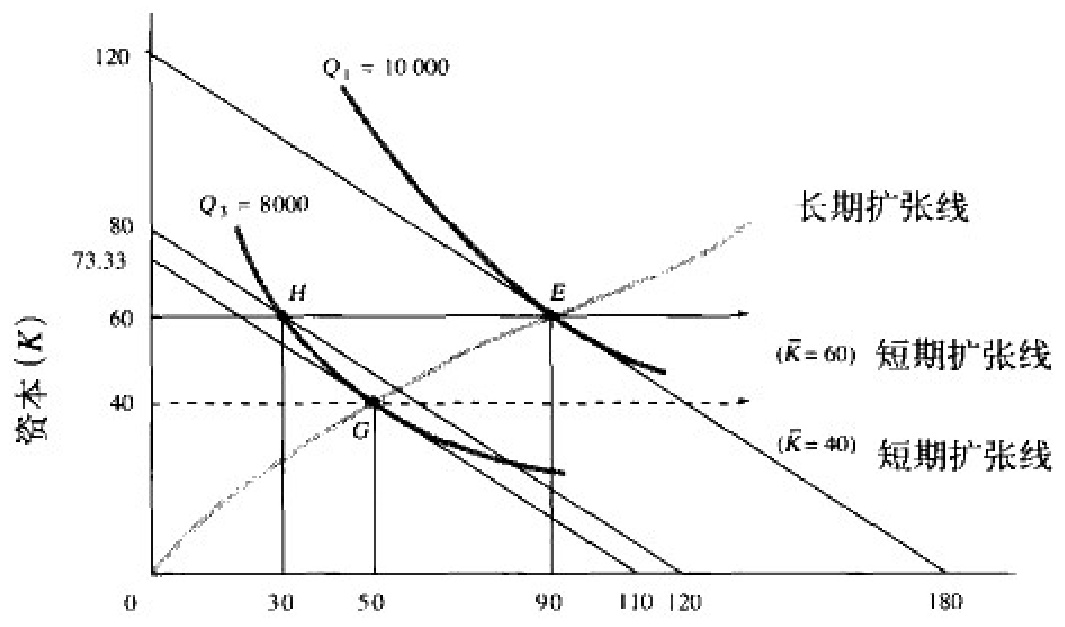 120
Q₁ = 10 000
Q₃ = 8000
长期扩张线
80
73.33
H
E
60
(K̄ = 60) 短期扩张线
资本(K)
40
G
(K̄ = 40) 短期扩张线
0 30 50 90 110 120 180